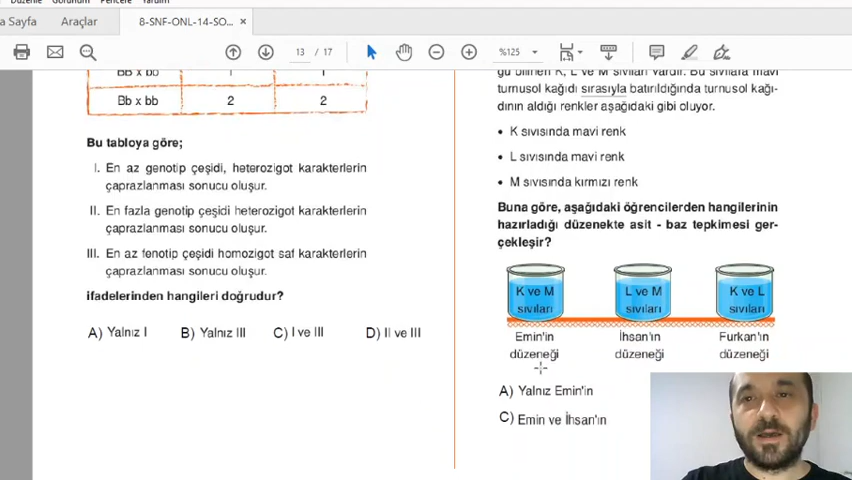 Düzenle Görünüm Pencere Yardım
a Sayfa Araçlar 8-SNF-ONL-14-SO... ×
13 / 17 %125
BB x bb 1 1
Bb x bb 2 2
Bu tabloya göre;
I. En az genotip çeşidi, heterozigot karakterlerin
çaprazlanması sonucu oluşur.
II. En fazla genotip çeşidi heterozigot karakterlerin
çaprazlanması sonucu oluşur.
III. En az fenotip çeşidi homozigot saf karakterlerin
çaprazlanması sonucu oluşur.
ifadelerinden hangileri doğrudur?
A) Yalnız I B) Yalnız III C) I ve III D) II ve III
ğu bilinen K, L ve M sıvıları vardır. Bu sıvılara mavi
turnusol kağıdı sırasıyla batırıldığında turnusol kağı-
dının aldığı renkler aşağıdaki gibi oluyor.
• K sıvısında mavi renk
• L sıvısında mavi renk
• M sıvısında kırmızı renk
Buna göre, aşağıdaki öğrencilerden hangilerinin
hazırladığı düzenekte asit - baz tepkimesi ger-
çekleşir?
K ve M
sıvıları
L ve M
sıvıları
K ve L
sıvıları
Emin'in
düzeneği
İhsan'ın
düzeneği
Furkan'ın
düzeneği
A) Yalnız Emin'in
C) Emin ve İhsan'ın